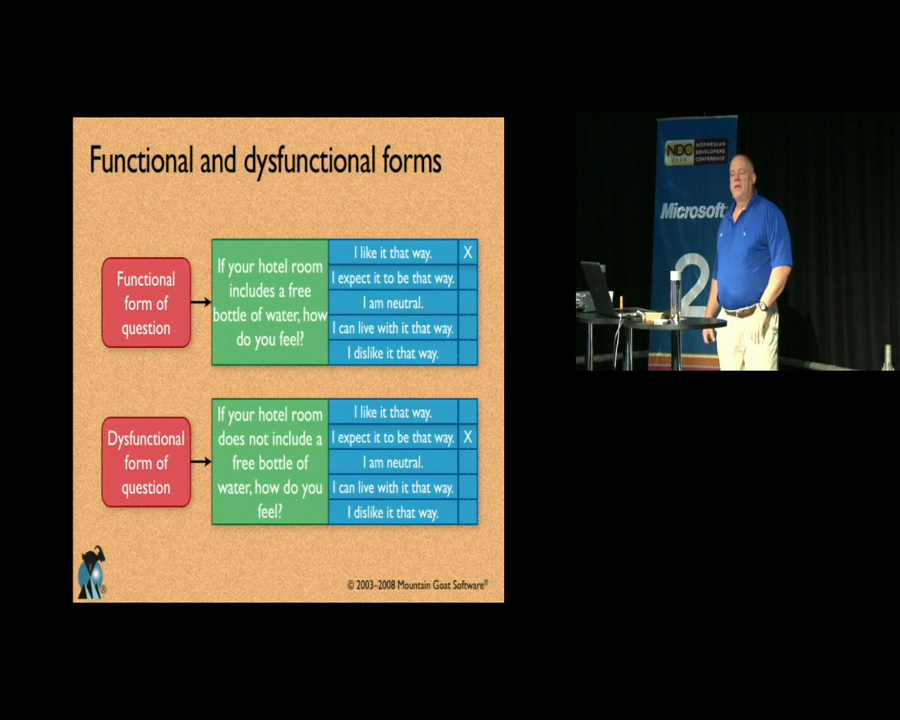 Functional and dysfunctional forms
Functional
form of
question
If your hotel room
includes a free
bottle of water, how
do you feel?
I like it that way.
X
I expect it to be that way.
I am neutral.
I can live with it that way.
I dislike it that way.
Dysfunctional
form of
question
If your hotel room
does not include a
free bottle of
water, how do you
feel?
I like it that way.
I expect it to be that way.
X
I am neutral.
I can live with it that way.
I dislike it that way.
® 
© 2003–2008 Mountain Goat Software®
NDC
NORWEGIAN
DEVELOPERS
CONFERENCE
Microsoft
2